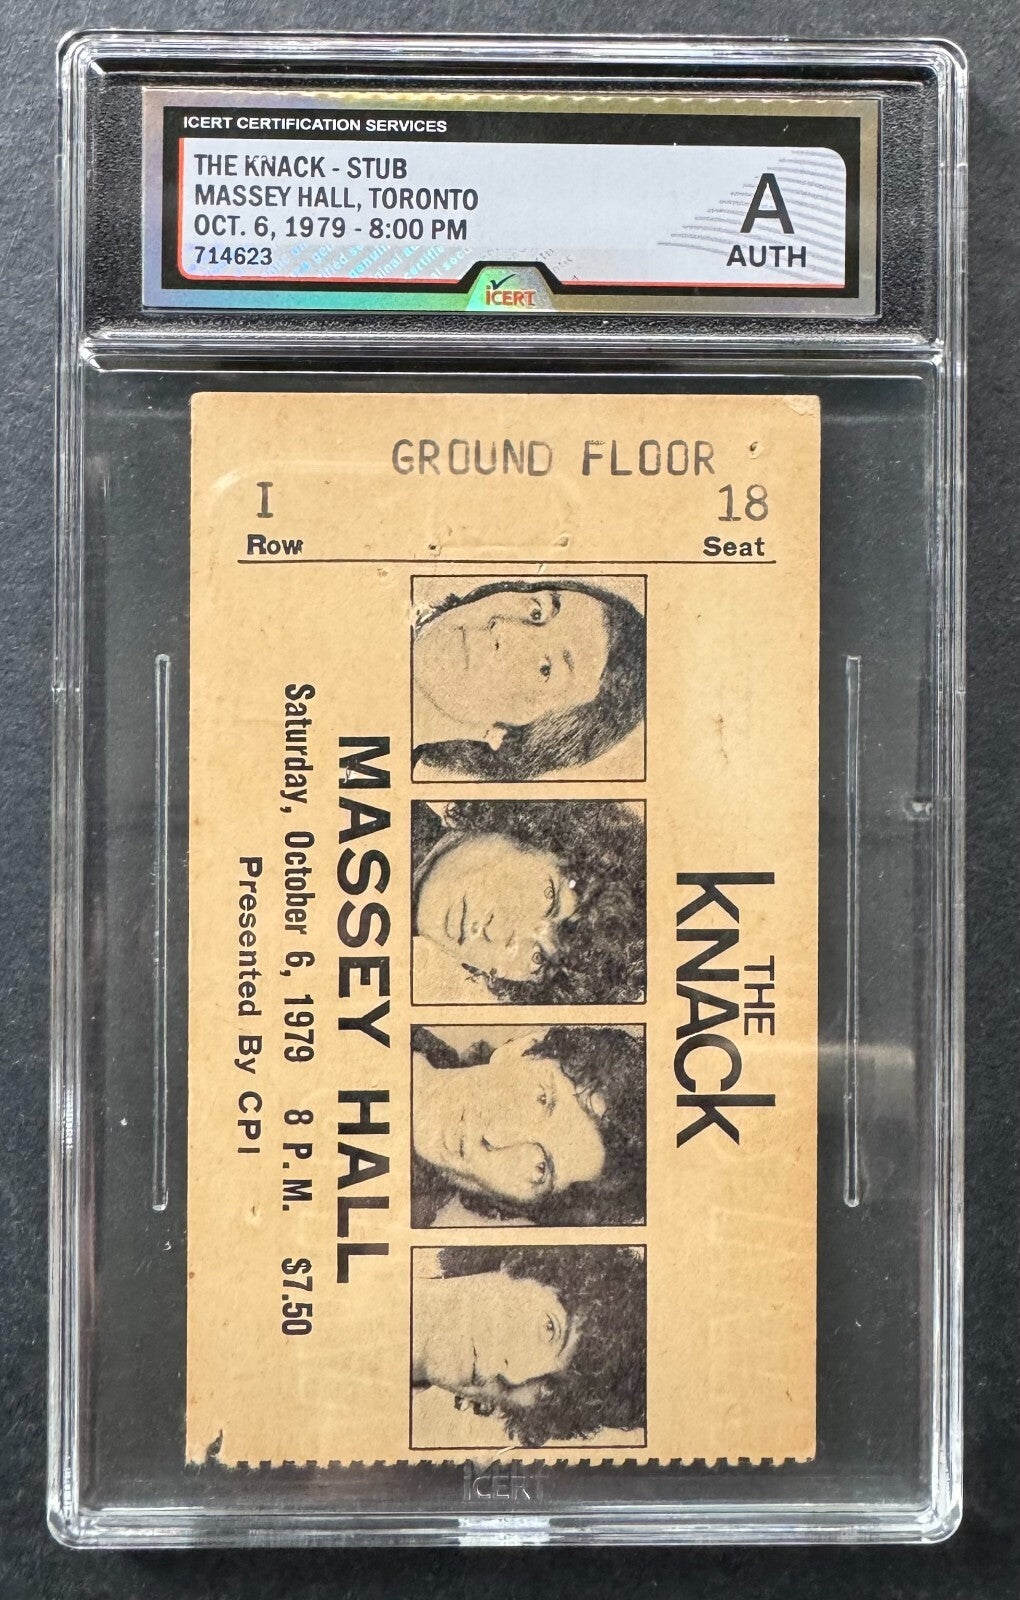 ICERT CERTIFICATION SERVICES
THE KNACK - STUB
MASSEY HALL, TORONTO
OCT. 6, 1979 - 8:00 PM
714623
A
AUTH
iCERT
GROUND FLOOR
I 18
Row Seat
THE
KNACK
MASSEY HALL
Saturday, October 6, 1979 8 P.M. $7.50
Presented By CPI
iCERT